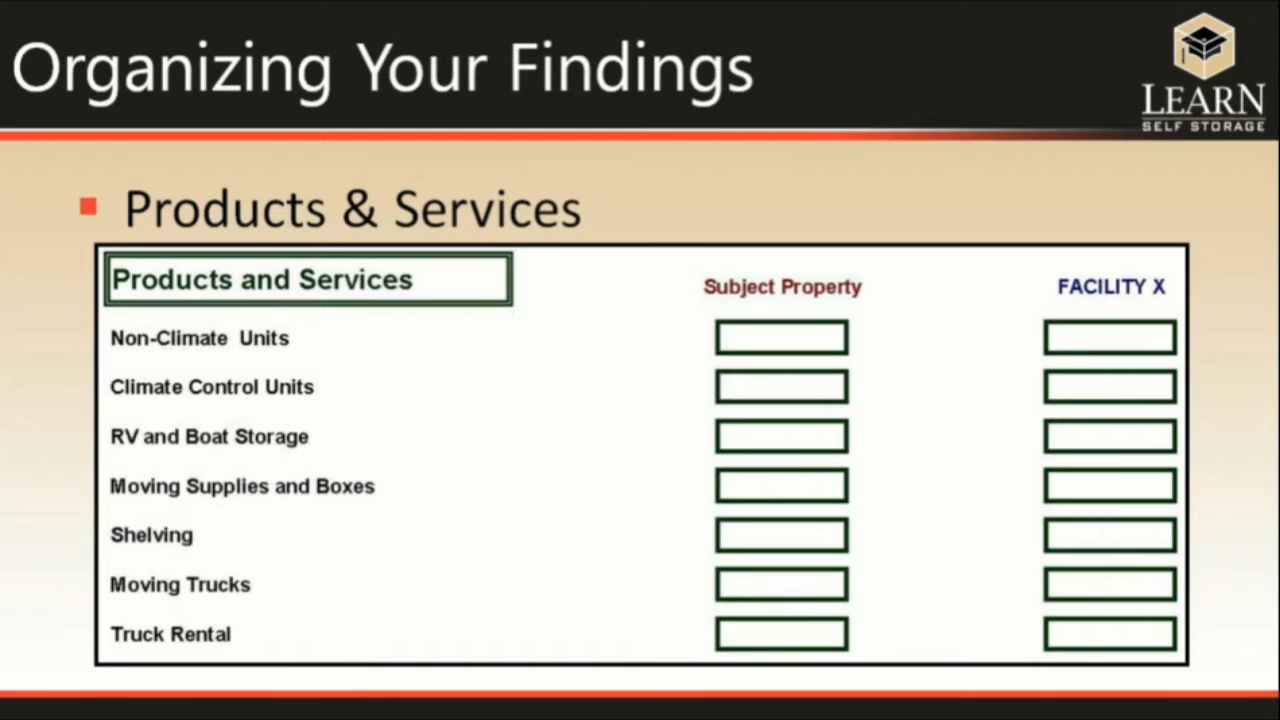 Organizing Your Findings
LEARN
SELF STORAGE
Products & Services
Products and Services
Subject Property
FACILITY X
Non-Climate Units
Climate Control Units
RV and Boat Storage
Moving Supplies and Boxes
Shelving
Moving Trucks
Truck Rental